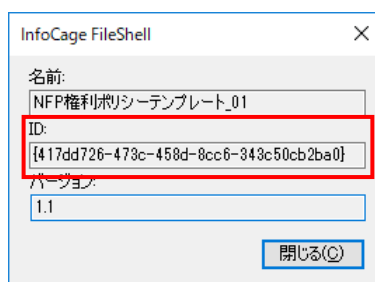 InfoCage FileShell
名前:
NFP権利ポリシーテンプレート_01
ID:
{417dd726-473c-458d-8cc6-343c50cb2ba0}
バージョン:
1.1
閉じる(C)